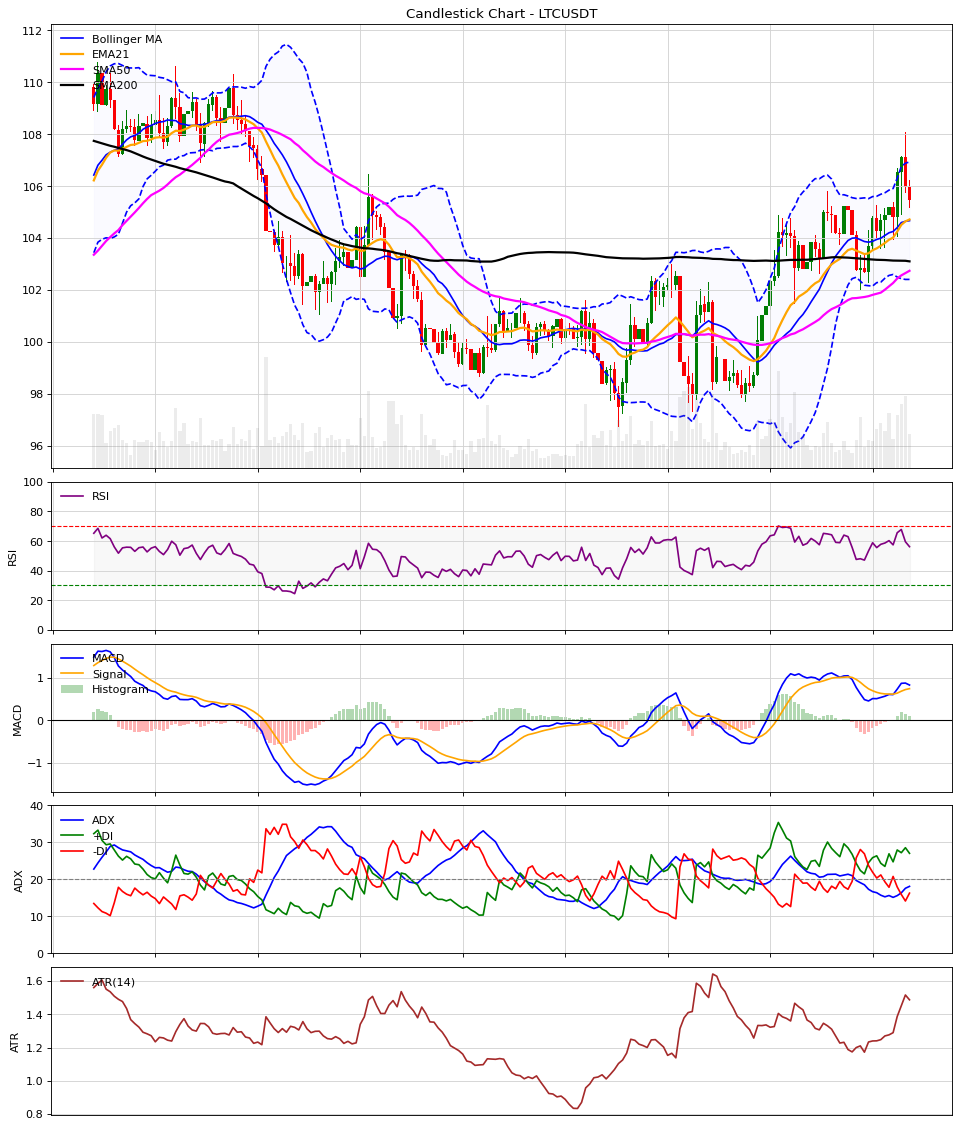 Candlestick Chart - LTCUSDT
112
110
108
106
104
102
100
98
96
Bollinger MA
EMA21
SMA50
SMA200
100
80
60
40
20
0
RSI
RSI
1
0
−1
MACD
MACD
Signal
Histogram
40
30
20
10
0
ADX
ADX
+DI
-DI
1.6
1.4
1.2
1.0
0.8
ATR
ATR(14)